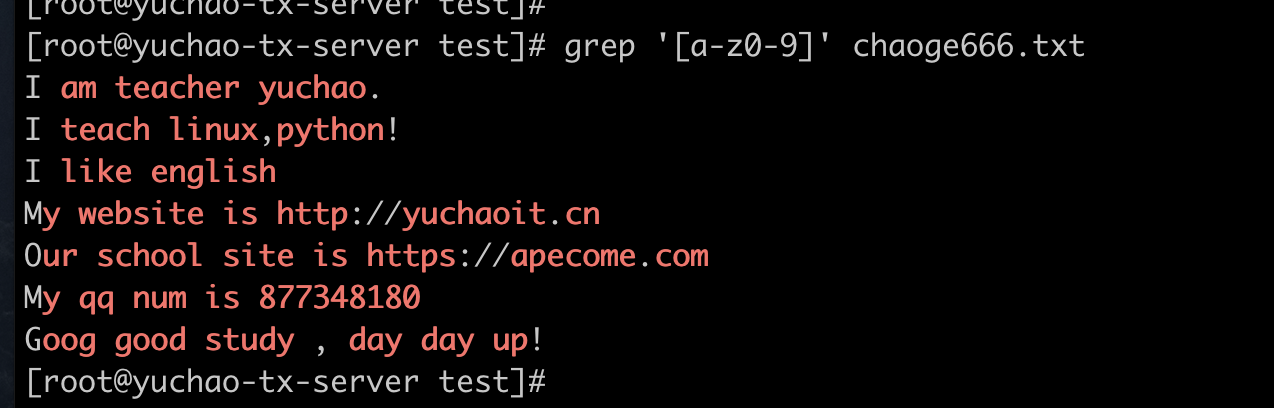 [root@yuchao-tx-server test]#
[root@yuchao-tx-server test]# grep '[a-z0-9]' chaoge666.txt
I am teacher yuchao.
I teach linux,python!
I like english
My website is http://yuchaoit.cn
Our school site is https://apecome.com
My qq num is 877348180
Goog good study , day day up!
[root@yuchao-tx-server test]#